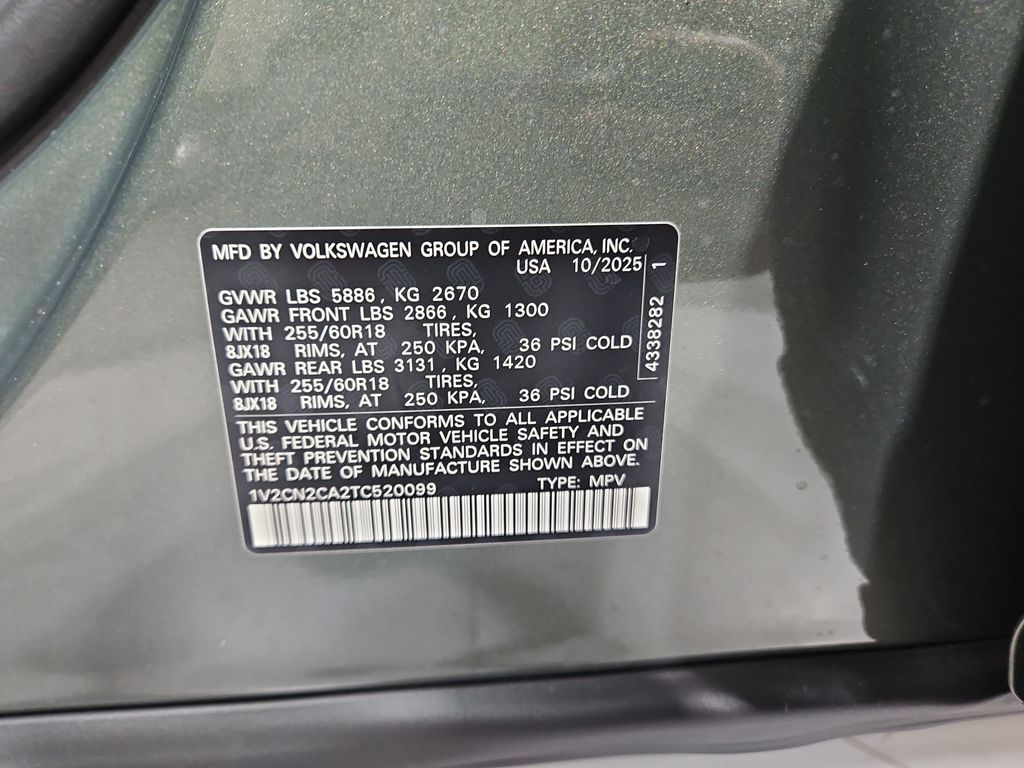 MFD BY VOLKSWAGEN GROUP OF AMERICA, INC.
USA 10/2025
GVWR LBS 5886, KG 2670
GAWR FRONT LBS 2866, KG 1300
WITH 255/60R18 TIRES,
8JX18 RIMS, AT 250 KPA, 36 PSI COLD
GAWR REAR LBS 3131, KG 1420
WITH 255/60R18 TIRES,
8JX18 RIMS, AT 250 KPA, 36 PSI COLD
4338282 1
THIS VEHICLE CONFORMS TO ALL APPLICABLE
U.S. FEDERAL MOTOR VEHICLE SAFETY AND
THEFT PREVENTION STANDARDS IN EFFECT ON
THE DATE OF MANUFACTURE SHOWN ABOVE.
1V2CN2CA2TC520099 TYPE: MPV